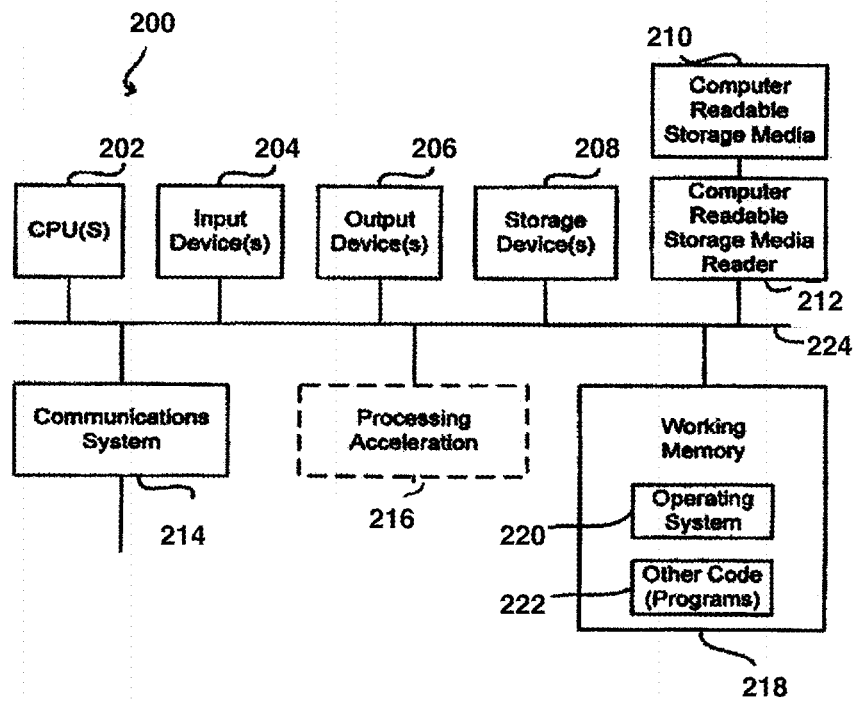 200
210
Computer
Readable
Storage Media
202
204
206
208
CPU(S)
Input
Device(s)
Output
Device(s)
Storage
Device(s)
Computer
Readable
Storage Media
Reader
212
224
Communications
System
Processing
Acceleration
Working
Memory
214
216
220
Operating
System
222
Other Code
(Programs)
218